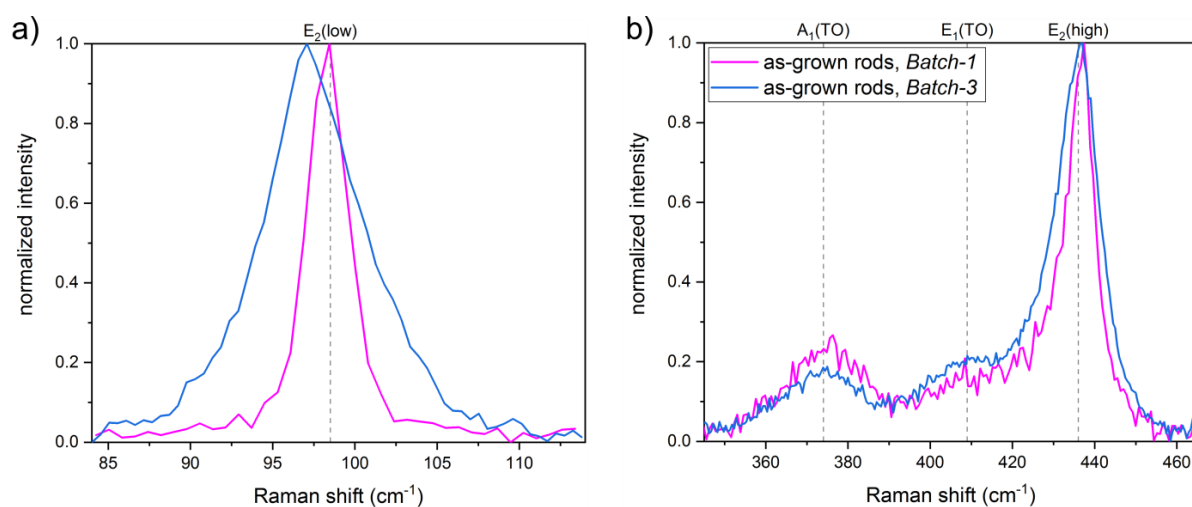 a)
E₂(low)
1.0
0.8
0.6
0.4
0.2
0.0
normalized intensity
85 90 95 100 105 110
Raman shift (cm⁻¹)
b)
A₁(TO) E₁(TO) E₂(high)
as-grown rods, Batch-1
as-grown rods, Batch-3
1.0
0.8
0.6
0.4
0.2
0.0
normalized intensity
360 380 400 420 440 460
Raman shift (cm⁻¹)